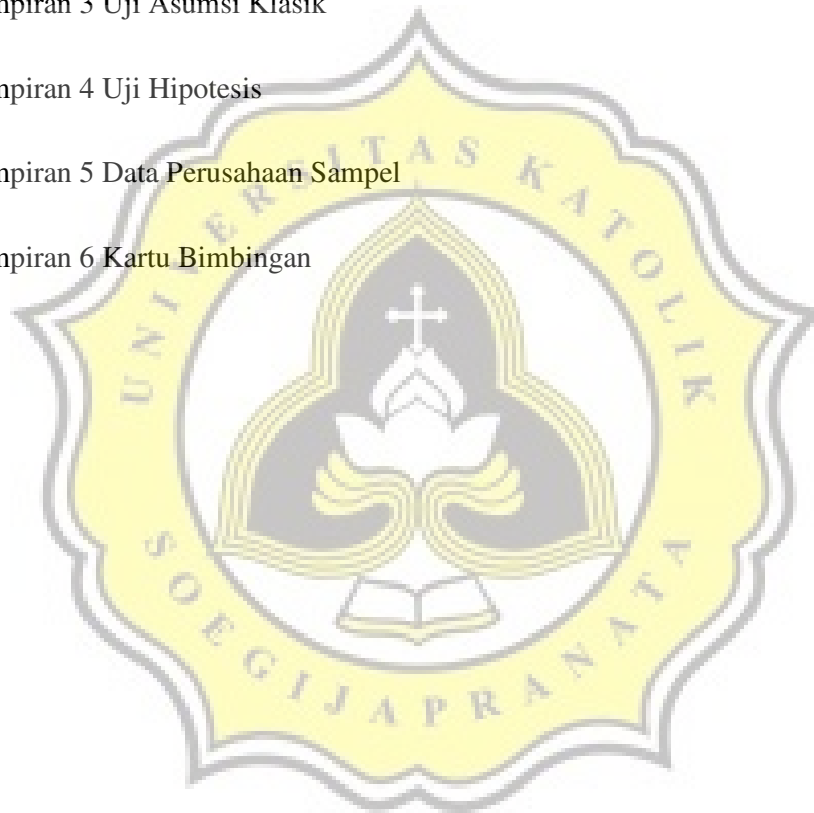 npiran 3 Uji Asumsi Klasik
npiran 4 Uji Hipotesis
npiran 5 Data Perusahaan Sampel
npiran 6 Kartu Bimbingan
UNIVERSITAS KATOLIK
SOEGIJAPRANATA